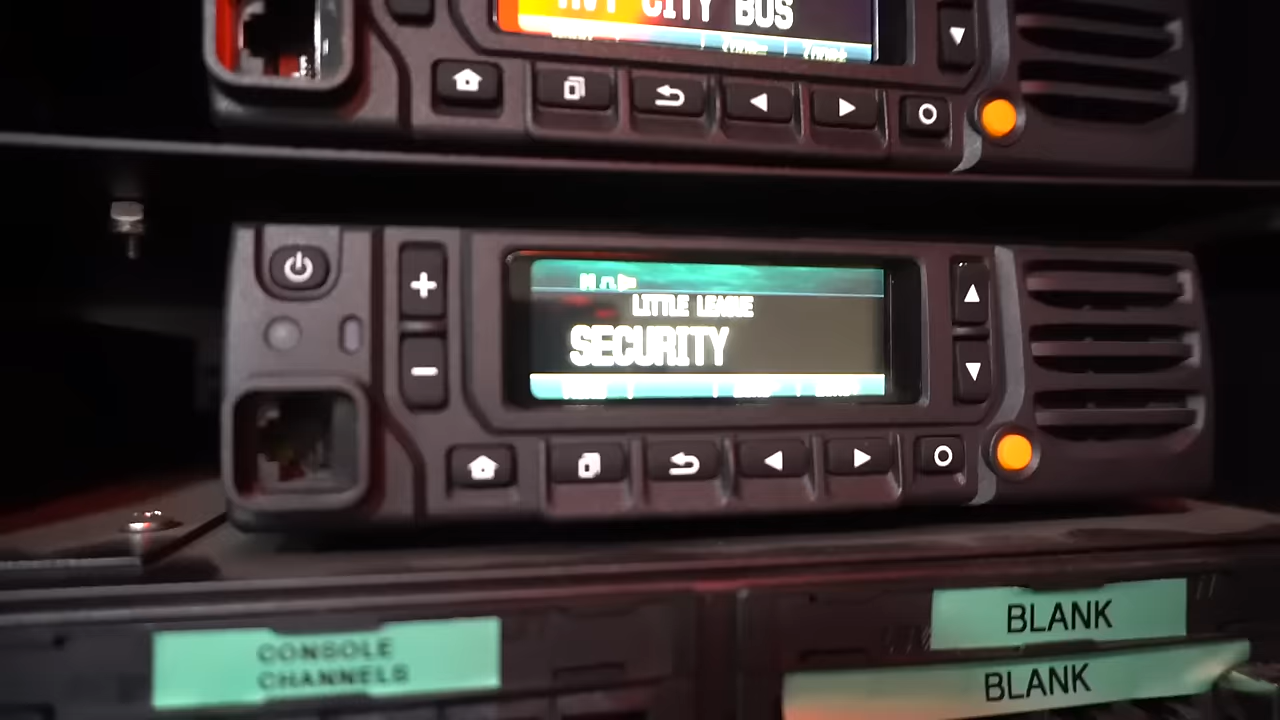 CITY BUS
LITTLE LEAGUE
SECURITY
CONSOLE
CHANNELS
BLANK
BLANK